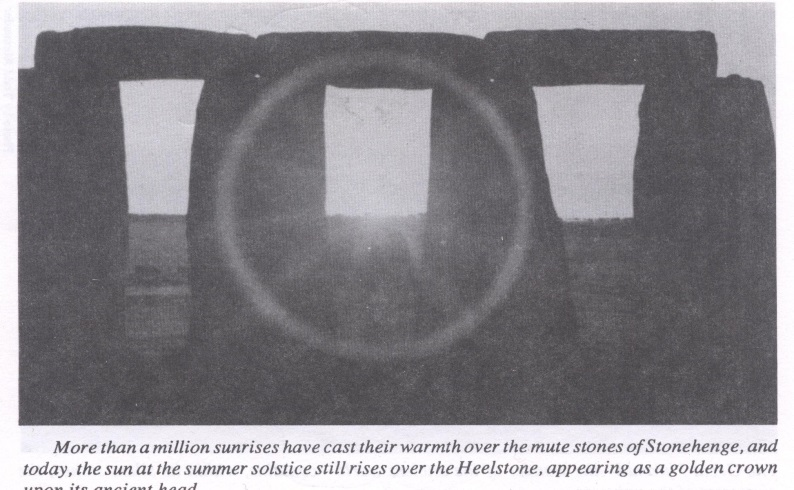 More than a million sunrises have cast their warmth over the mute stones of Stonehenge, and
today, the sun at the summer solstice still rises over the Heelstone, appearing as a golden crown
upon its ancient head.